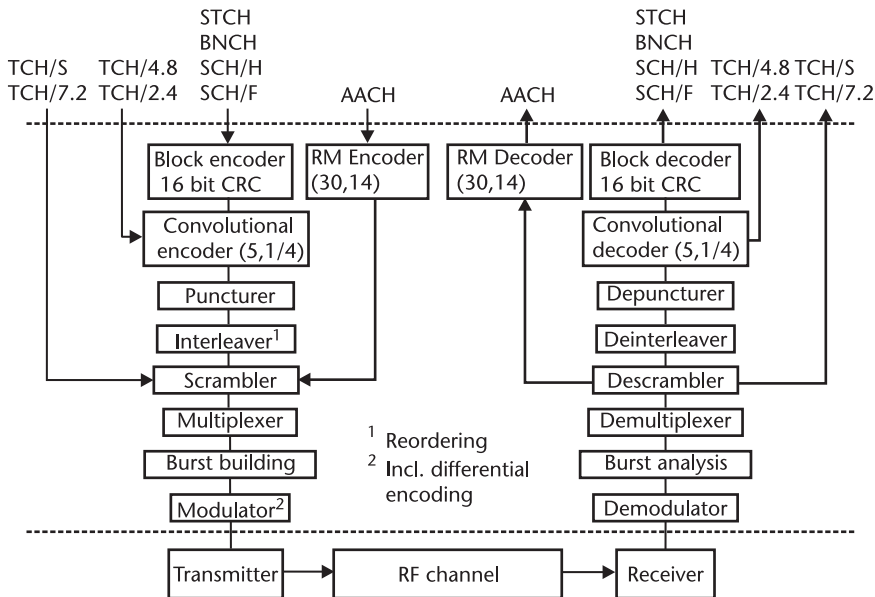 STCH
BNCH
SCH/H
SCH/F
TCH/S
TCH/7.2
TCH/4.8
TCH/2.4
AACH
AACH
STCH
BNCH
SCH/H
SCH/F
TCH/4.8
TCH/2.4
TCH/S
TCH/7.2
Block encoder
16 bit CRC
RM Encoder
(30,14)
RM Decoder
(30,14)
Block decoder
16 bit CRC
Convolutional
encoder (5,1/4)
Convolutional
decoder (5,1/4)
Puncturer
Depuncturer
Interleaver¹
Deinterleaver
Scrambler
Descrambler
Multiplexer
Demultiplexer
Burst building
Burst analysis
Modulator²
Demodulator
¹ Reordering
² Incl. differential
encoding
Transmitter
RF channel
Receiver